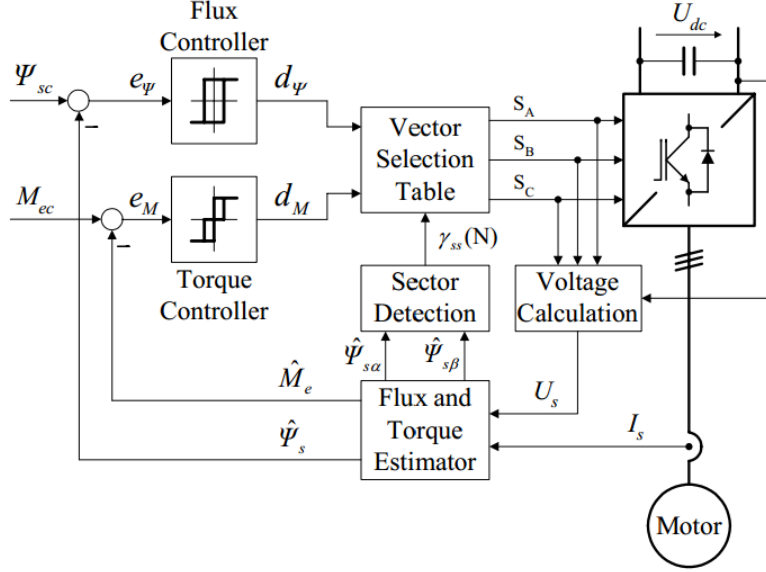 Flux
Controller
U_dc
Ψ_sc
e_Ψ
d_Ψ
Vector
Selection
Table
S_A
S_B
S_C
M_ec
e_M
d_M
Torque
Controller
γ_ss(N)
Sector
Detection
Voltage
Calculation
Ψ̂_sα
Ψ̂_sβ
M̂_e
Flux and
Torque
Estimator
U_s
Ψ̂_s
I_s
Motor